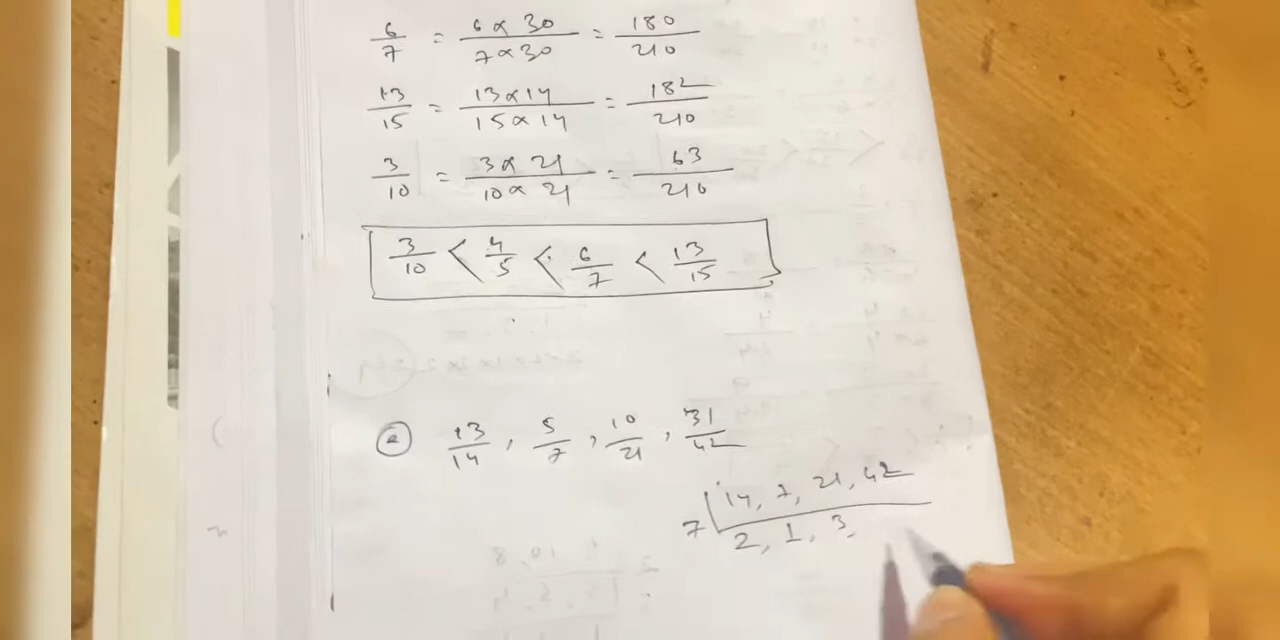 6/7 = 6 × 30 / 7 × 30 = 180/210
13/15 = 13 × 14 / 15 × 14 = 182/210
3/10 = 3 × 21 / 10 × 21 = 63/210
3/10 < 4/5 < 6/7 < 13/15
13/14, 5/7, 10/21, 31/42
7 | 14, 7, 21, 42
2, 1, 3,